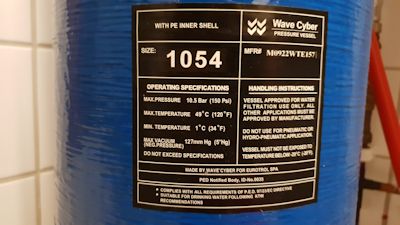 WITH PE INNER SHELL
Wave Cyber
PRESSURE VESSEL
SIZE: 1054
MFR# M0922WTE157
OPERATING SPECIFICATIONS
MAX.PRESSURE 10.5 Bar (150 Psi)
MAX.TEMPERATURE 49°C (120°F)
MIN. TEMPERATURE 1°C (34°F)
MAX VACUUM 127mm Hg (5"Hg)
(NEG.PRESSURE)
DO NOT EXCEED SPECIFICATIONS
HANDLING INSTRUCTIONS
VESSEL APPROVED FOR WATER
FILTRATION USE ONLY. ALL
OTHER APPLICATIONS MUST BE
APPROVED BY MANUFACTURER.
DO NOT USE FOR PNEUMATIC OR
HYDRO-PNEUMATIC APPLICATION.
VESSEL MUST NOT BE EXPOSED TO
TEMPERATURE BELOW -20°C (-20°F).
MADE BY WAVE CYBER FOR EUROTROL SPA
PED Notified Body, ID-No.0035
• COMPLIES WITH ALL REQUIREMENTS OF P.E.D. 97/23/EC DIRECTIVE
• SUITABLE FOR DRINKING WATER FOLLOWING KTW
RECOMMENDATIONS